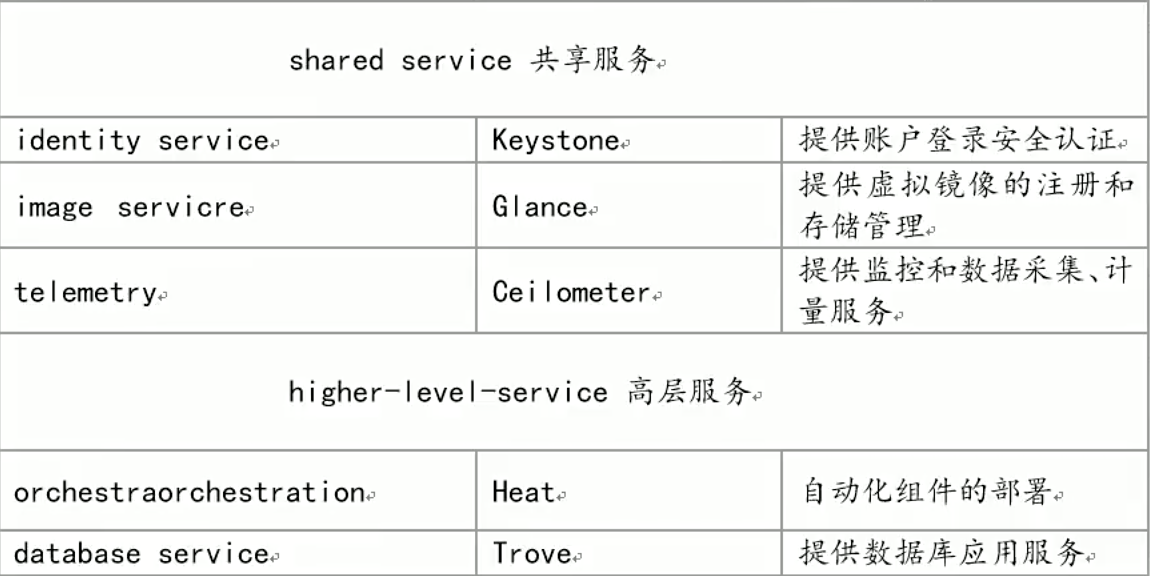 shared service 共享服务
identity service
Keystone
提供账户登录安全认证
image servicre
Glance
提供虚拟镜像的注册和
存储管理
telemetry
Ceilometer
提供监控和数据采集、计
量服务
higher-level-service 高层服务
orchestraorchestration
Heat
自动化组件的部署
database service
Trove
提供数据库应用服务